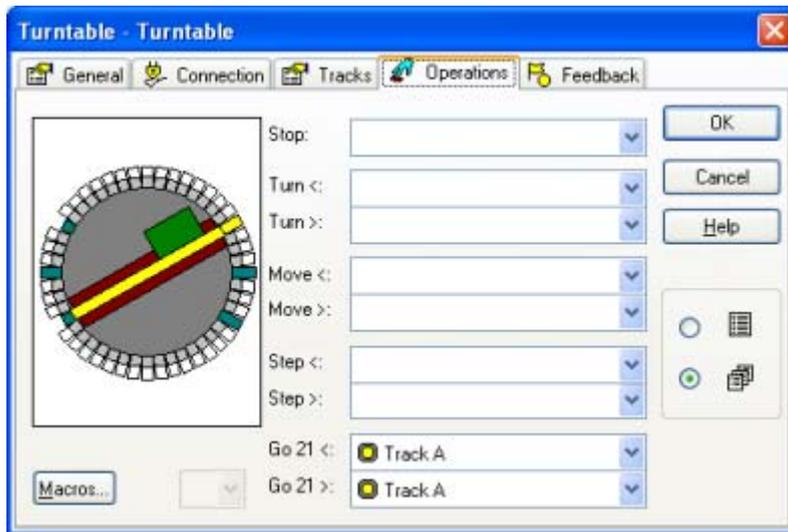 Turntable - Turntable
General Connection Tracks Operations Feedback
Stop:
OK
Turn <:
Cancel
Turn >:
Help
Move <:
Move >:
Step <:
Step >:
Go 21 <: Track A
Macros... Go 21 >: Track A